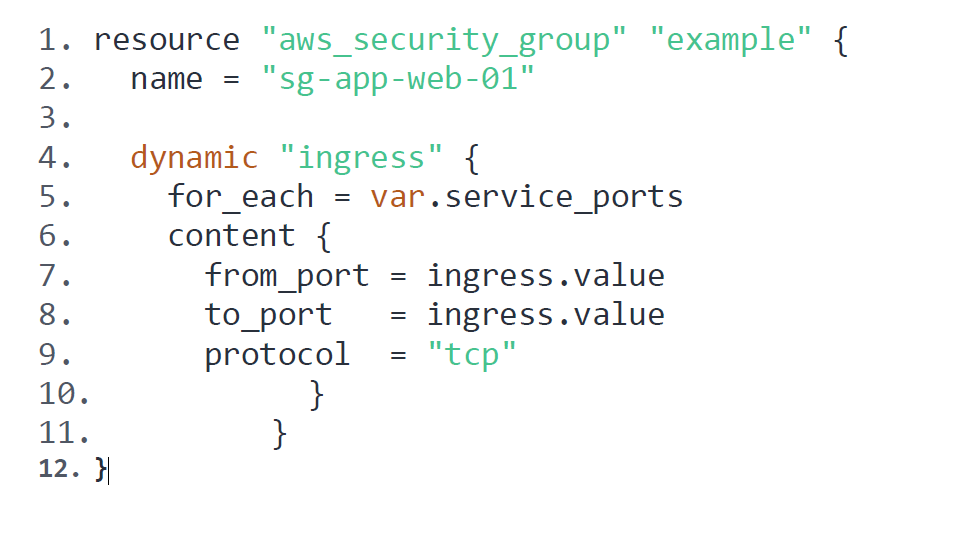 1. resource "aws_security_group" "example" {
2.   name = "sg-app-web-01"
3.
4.   dynamic "ingress" {
5.     for_each = var.service_ports
6.     content {
7.       from_port = ingress.value
8.       to_port   = ingress.value
9.       protocol  = "tcp"
10.            }
11.          }
12. }